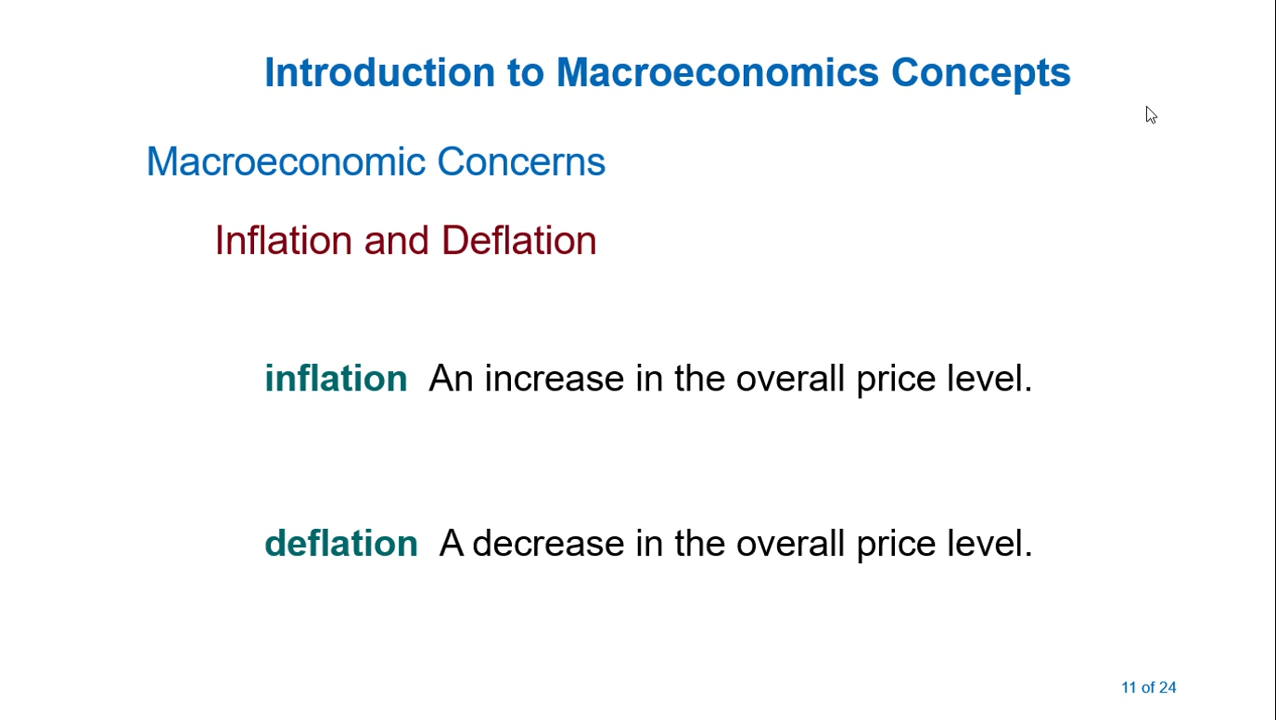 Introduction to Macroeconomics Concepts
Macroeconomic Concerns
Inflation and Deflation
inflation An increase in the overall price level.
deflation A decrease in the overall price level.
11 of 24